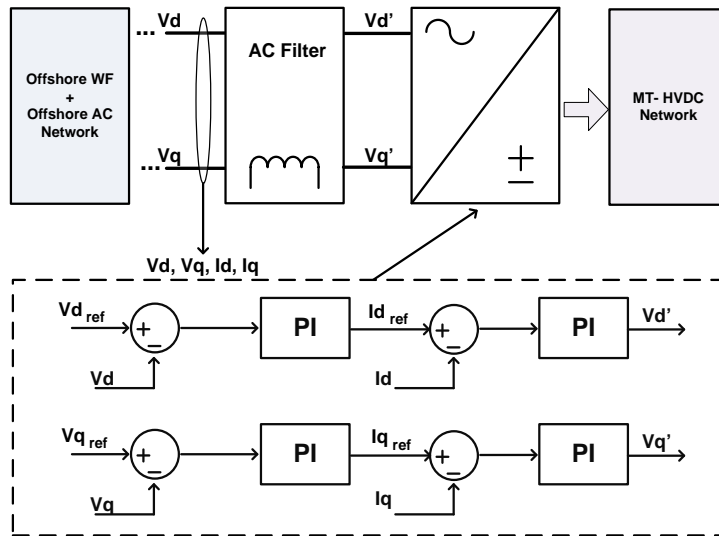 Vd
Vd’
Offshore WF
+
Offshore AC
Network
AC Filter
MT- HVDC
Network
Vq
Vq’
+
−
Vd, Vq, Id, Iq
Vd ref
+
−
PI
Id ref
+
−
PI
Vd’
Vd
Id
Vq ref
+
−
PI
Iq ref
+
−
PI
Vq’
Vq
Iq